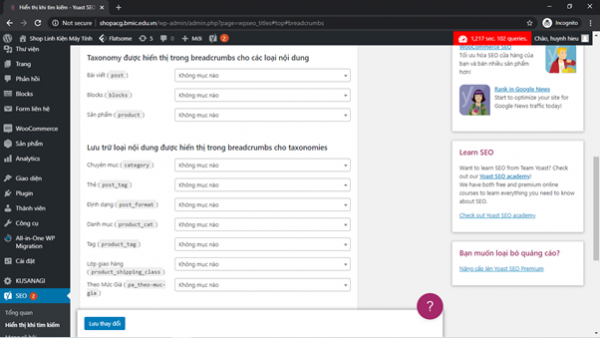 Hiển thị kết quả tìm kiếm - Yoast SEO
Not secure | shopacg.bmic.edu.vn/wp-admin/admin.php?page=wpseo_titles#top#breadcrumbs
Incognito
Shop Linh Kiện Máy Tính
Flatsome
5
0
Mới
2
1,217 sec. 102 queries.
Chào, huynh hieu
Thư viện
Trang
Phản hồi
Blocks
Form liên hệ
WooCommerce
Sản phẩm
Analytics
Giao diện
Plugin
Thành viên
Công cụ
All-in-One WP
Migration
Cài đặt
KUSANAGI
SEO 2
Tổng quan
Hiển thị khi tìm kiếm
Taxonomy được hiển thị trong breadcrumbs cho các loại nội dung
Bài viết ( post ) Không mục nào
Blocks ( blocks ) Không mục nào
Sản phẩm ( product ) Không mục nào
Lưu trữ loại nội dung được hiển thị trong breadcrumbs cho taxonomies
Chuyên mục ( category ) Không mục nào
Thẻ ( post_tag ) Không mục nào
Định dạng ( post_format ) Không mục nào
Danh mục ( product_cat ) Không mục nào
Tag ( product_tag ) Không mục nào
Lớp giao hàng
( product_shipping_class ) Không mục nào
Theo Mức Giá ( pa_theo-muc-
gia ) Không mục nào
Lưu thay đổi
?
WooCommerce SEO
Tối ưu hóa SEO cửa hàng của
bạn và bán nhiều sản phẩm
hơn!
Rank in Google News
Start to optimize your site for
Google News traffic today!
Learn SEO
Want to learn SEO from Team Yoast? Check
out our Yoast SEO academy!
We have both free and premium online
courses to learn everything you need to know
about SEO.
Check out Yoast SEO academy
Bạn muốn loại bỏ quảng cáo?
Nâng cấp lên Yoast SEO Premium